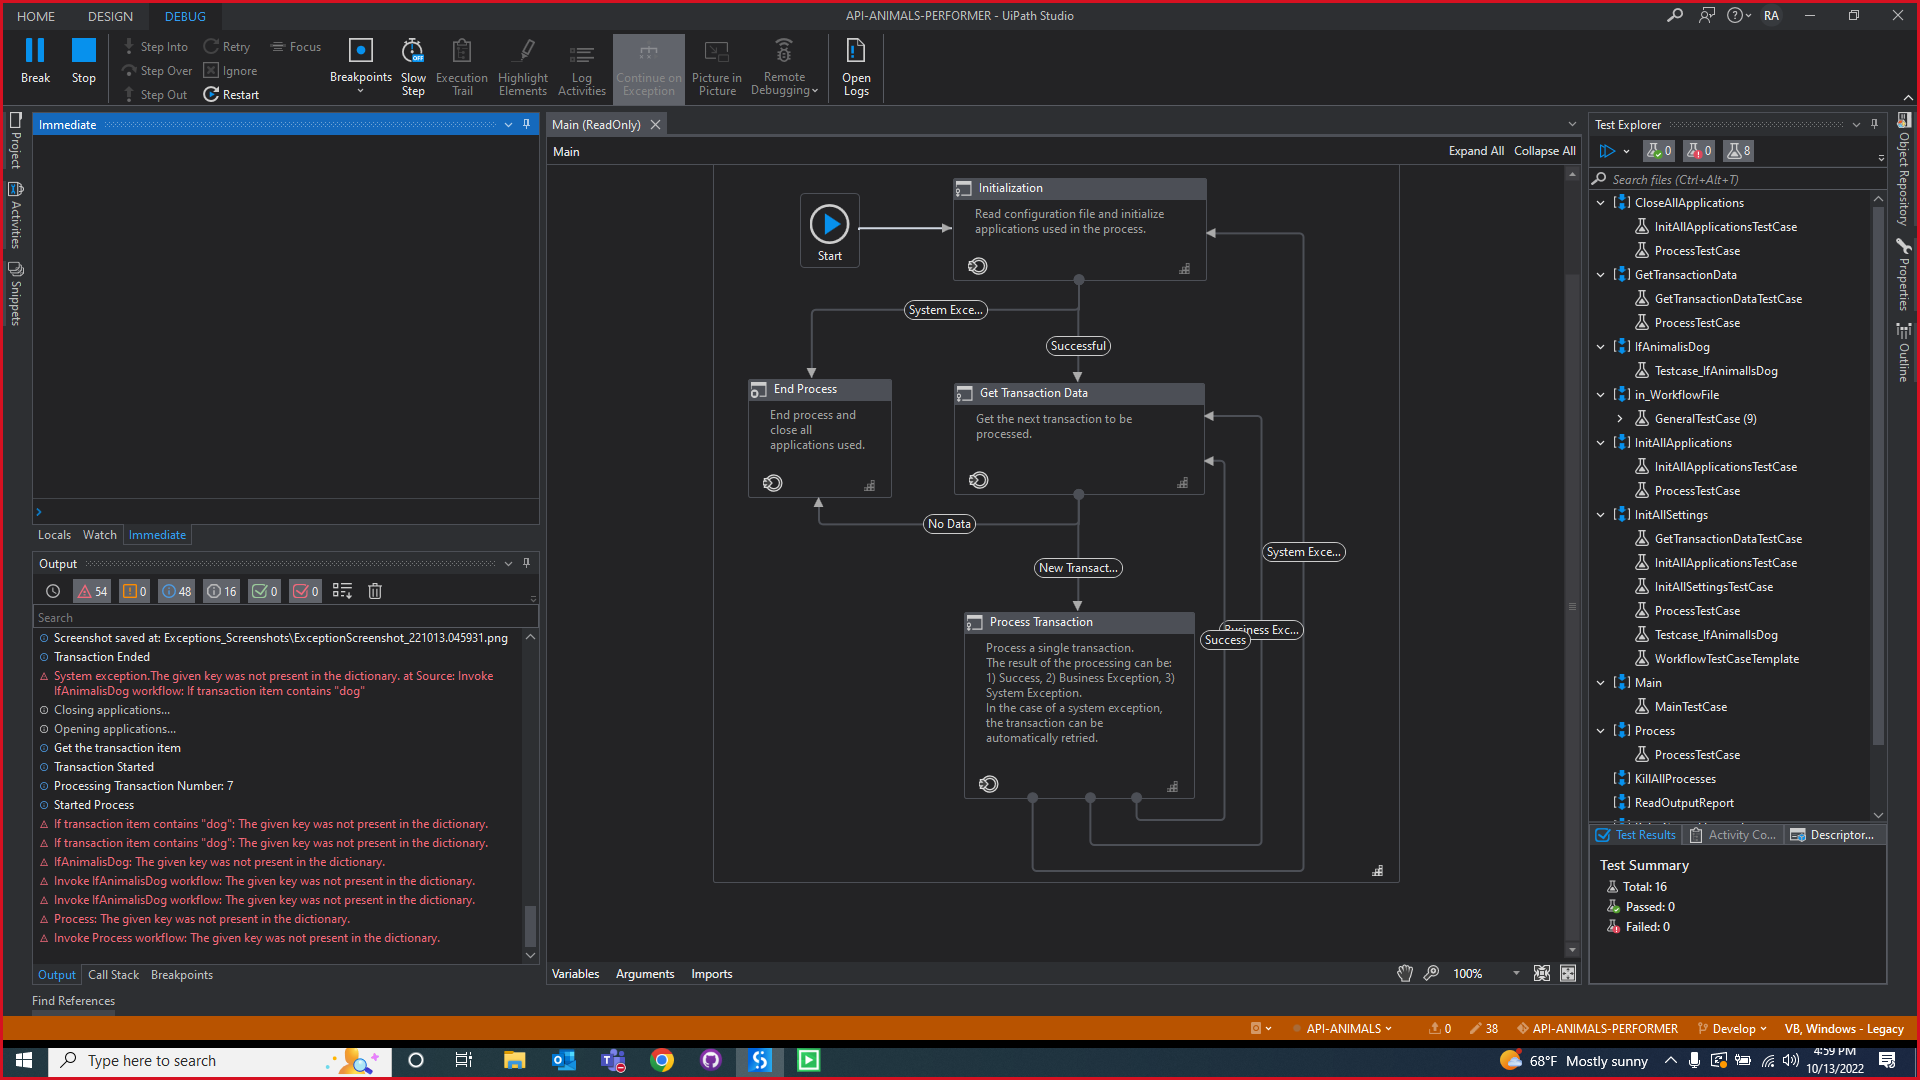 HOME DESIGN DEBUG
API-ANIMALS-PERFORMER - UiPath Studio
RA
Break
Stop
Step Into
Step Over
Step Out
Retry
Ignore
Restart
Focus
Breakpoints
Slow Step
Execution Trail
Highlight Elements
Log Activities
Continue on Exception
Picture in Picture
Remote Debugging
Open Logs
Project
Activities
Snippets
Immediate
Locals Watch Immediate
Output
54 0 48 16 0 0
Search
Screenshot saved at: Exceptions_Screenshots\ExceptionScreenshot_221013.045931.png
Transaction Ended
System exception.The given key was not present in the dictionary. at Source: Invoke
IfAnimalisDog workflow: If transaction item contains "dog"
Closing applications...
Opening applications...
Get the transaction item
Transaction Started
Processing Transaction Number: 7
Started Process
If transaction item contains "dog": The given key was not present in the dictionary.
If transaction item contains "dog": The given key was not present in the dictionary.
IfAnimalisDog: The given key was not present in the dictionary.
Invoke IfAnimalisDog workflow: The given key was not present in the dictionary.
Invoke IfAnimalisDog workflow: The given key was not present in the dictionary.
Process: The given key was not present in the dictionary.
Invoke Process workflow: The given key was not present in the dictionary.
Output Call Stack Breakpoints
Find References
Main (ReadOnly)
Main
Expand All Collapse All
Start
Initialization
Read configuration file and initialize
applications used in the process.
System Exce...
Successful
End Process
End process and
close all
applications used.
Get Transaction Data
Get the next transaction to be
processed.
No Data
New Transact...
System Exce...
Business Exc...
Success
Process Transaction
Process a single transaction.
The result of the processing can be:
1) Success, 2) Business Exception, 3)
System Exception.
In the case of a system exception,
the transaction can be
automatically retried.
Variables Arguments Imports
100%
Test Explorer
0 0 8
Search files (Ctrl+Alt+T)
CloseAllApplications
InitAllApplicationsTestCase
ProcessTestCase
GetTransactionData
GetTransactionDataTestCase
ProcessTestCase
IfAnimalisDog
Testcase_IfAnimalIsDog
in_WorkflowFile
GeneralTestCase (9)
InitAllApplications
InitAllApplicationsTestCase
ProcessTestCase
InitAllSettings
GetTransactionDataTestCase
InitAllApplicationsTestCase
InitAllSettingsTestCase
ProcessTestCase
Testcase_IfAnimalIsDog
WorkflowTestCaseTemplate
Main
MainTestCase
Process
ProcessTestCase
KillAllProcesses
ReadOutputReport
Test Results Activity Co... Descriptor...
Test Summary
Total: 16
Passed: 0
Failed: 0
Object Repository
Properties
Outline
API-ANIMALS 0 38 API-ANIMALS-PERFORMER Develop VB, Windows - Legacy
Type here to search
68°F Mostly sunny
4:59 PM
10/13/2022